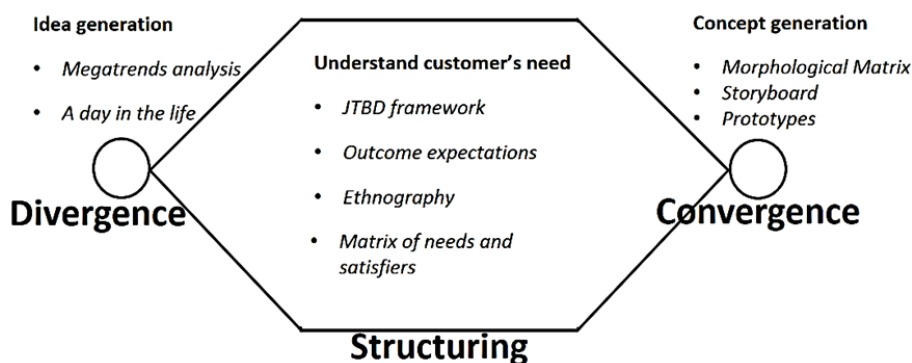 Idea generation
• Megatrends analysis
• A day in the life
Divergence
Understand customer's need
• JTBD framework
• Outcome expectations
• Ethnography
• Matrix of needs and
satisfiers
Structuring
Concept generation
• Morphological Matrix
• Storyboard
• Prototypes
Convergence